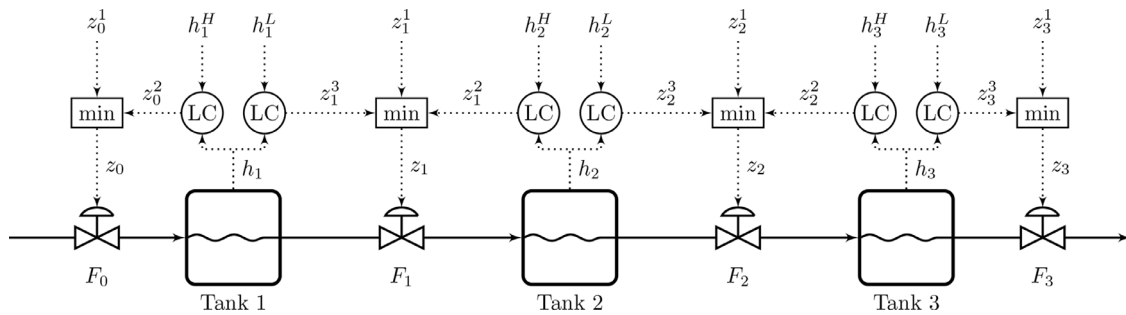 z_0^1 h_1^H h_1^L z_1^1 h_2^H h_2^L z_2^1 h_3^H h_3^L z_3^1
min z_0^2 LC LC z_1^3 min z_1^2 LC LC z_2^3 min z_2^2 LC LC z_3^3 min
z_0 h_1 z_1 h_2 z_2 h_3 z_3
F_0 F_1 F_2 F_3
Tank 1 Tank 2 Tank 3